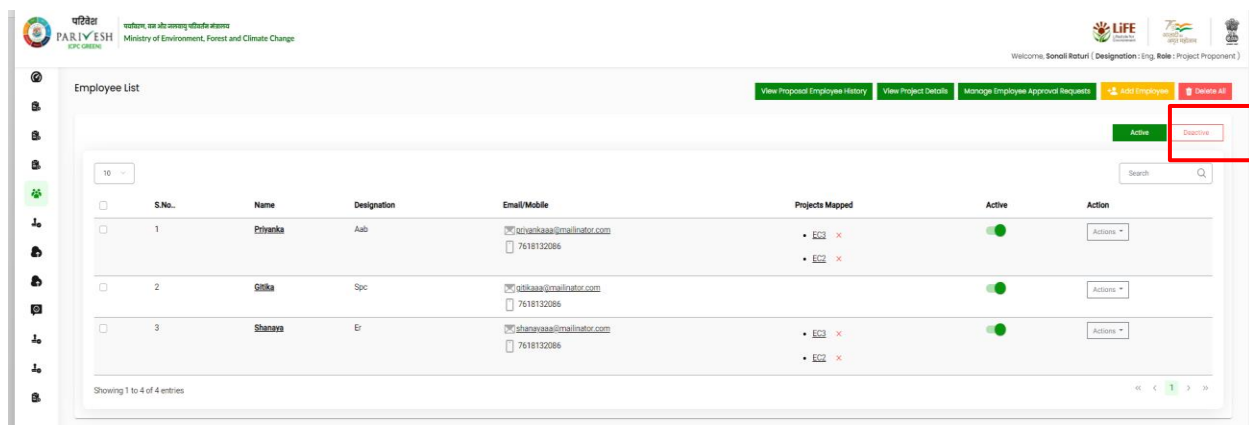 परिवेश
PARIVESH
(CPC GREEN)
पर्यावरण, वन और जलवायु परिवर्तन मंत्रालय
Ministry of Environment, Forest and Climate Change
LiFE
Welcome, Sonali Raturi ( Designation : Eng, Role : Project Proponent )
Employee List
View Proposal Employee History View Project Details Manage Employee Approval Requests Add Employee Delete All
Active Deactive
10 Search
S.No.. Name Designation Email/Mobile Projects Mapped Active Action
1 Priyanka Aab priyankaaa@mailinator.com • EC3 × Actions
7618132086 • EC2 ×
2 Gitika Spc gitikaaa@mailinator.com Actions
7618132086
3 Shanaya Er shanayaaa@mailinator.com • EC3 × Actions
7618132086 • EC2 ×
Showing 1 to 4 of 4 entries « ‹ 1 › »